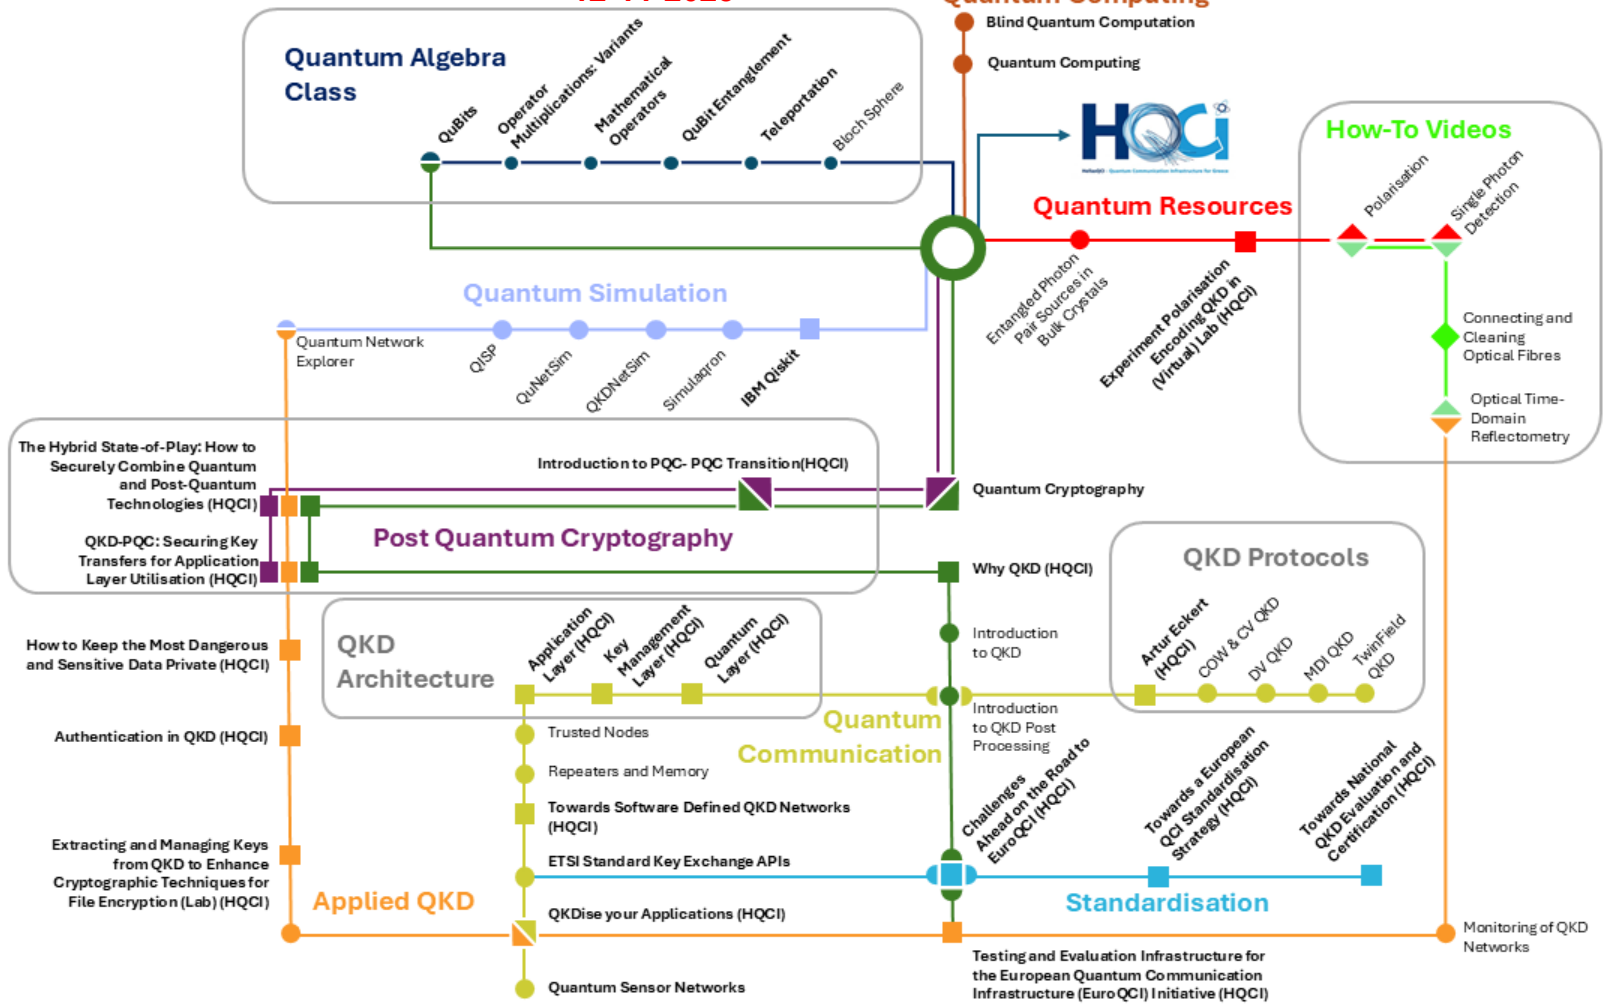 Quantum Computing
Blind Quantum Computation
Quantum Computing
Quantum Algebra
Class
QuBits
Operator
Multiplications: Variants
Mathematical
Operators
QuBit Entanglement
Teleportation
Bloch Sphere
HQCI
HellasQCI - Quantum Communication Infrastructure for Greece
How-To Videos
Polarisation
Single Photon
Detection
Connecting and
Cleaning
Optical Fibres
Optical Time-
Domain
Reflectometry
Quantum Resources
Entangled Photon
Pair Sources in
Bulk Crystals
Experiment Polarisation
Encoding QKD in
(Virtual) Lab (HQCI)
Quantum Simulation
Quantum Network
Explorer
QISP
QuNetSim
QKDNetSim
Simulaqron
IBM Qiskit
The Hybrid State-of-Play: How to
Securely Combine Quantum
and Post-Quantum
Technologies (HQCI)
Introduction to PQC- PQC Transition(HQCI)
Quantum Cryptography
Post Quantum Cryptography
QKD-PQC: Securing Key
Transfers for Application
Layer Utilisation (HQCI)
Why QKD (HQCI)
QKD Protocols
Artur Eckert
(HQCI)
COW & CV QKD
DV QKD
MDI QKD
TwinField
QKD
Introduction
to QKD
QKD
Architecture
Application
Layer (HQCI)
Key
Management
Layer (HQCI)
Quantum
Layer (HQCI)
How to Keep the Most Dangerous
and Sensitive Data Private (HQCI)
Quantum
Communication
Introduction
to QKD Post
Processing
Trusted Nodes
Authentication in QKD (HQCI)
Repeaters and Memory
Towards Software Defined QKD Networks
(HQCI)
Challenges
Ahead on the Road to
EuroQCI (HQCI)
Towards a European
QCI Standardisation
Strategy (HQCI)
Towards National
QKD Evaluation and
Certification (HQCI)
Extracting and Managing Keys
from QKD to Enhance
Cryptographic Techniques for
File Encryption (Lab) (HQCI)
ETSI Standard Key Exchange APIs
Applied QKD
Standardisation
QKDise your Applications (HQCI)
Monitoring of QKD
Networks
Testing and Evaluation Infrastructure for
the European Quantum Communication
Infrastructure (EuroQCI) Initiative (HQCI)
Quantum Sensor Networks